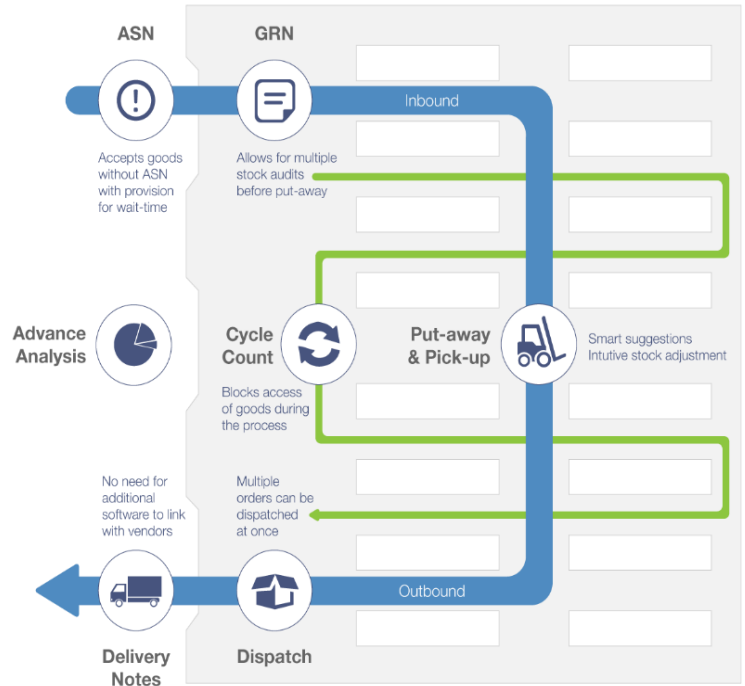 ASN
GRN
Inbound
Accepts goods
without ASN
with provision
for wait-time
Allows for multiple
stock audits
before put-away
Advance
Analysis
Cycle
Count
Put-away
& Pick-up
Smart suggestions
Intutive stock adjustment
Blocks access
of goods during
the process
No need for
additional
software to link
with vendors
Multiple
orders can be
dispatched
at once
Outbound
Delivery
Notes
Dispatch